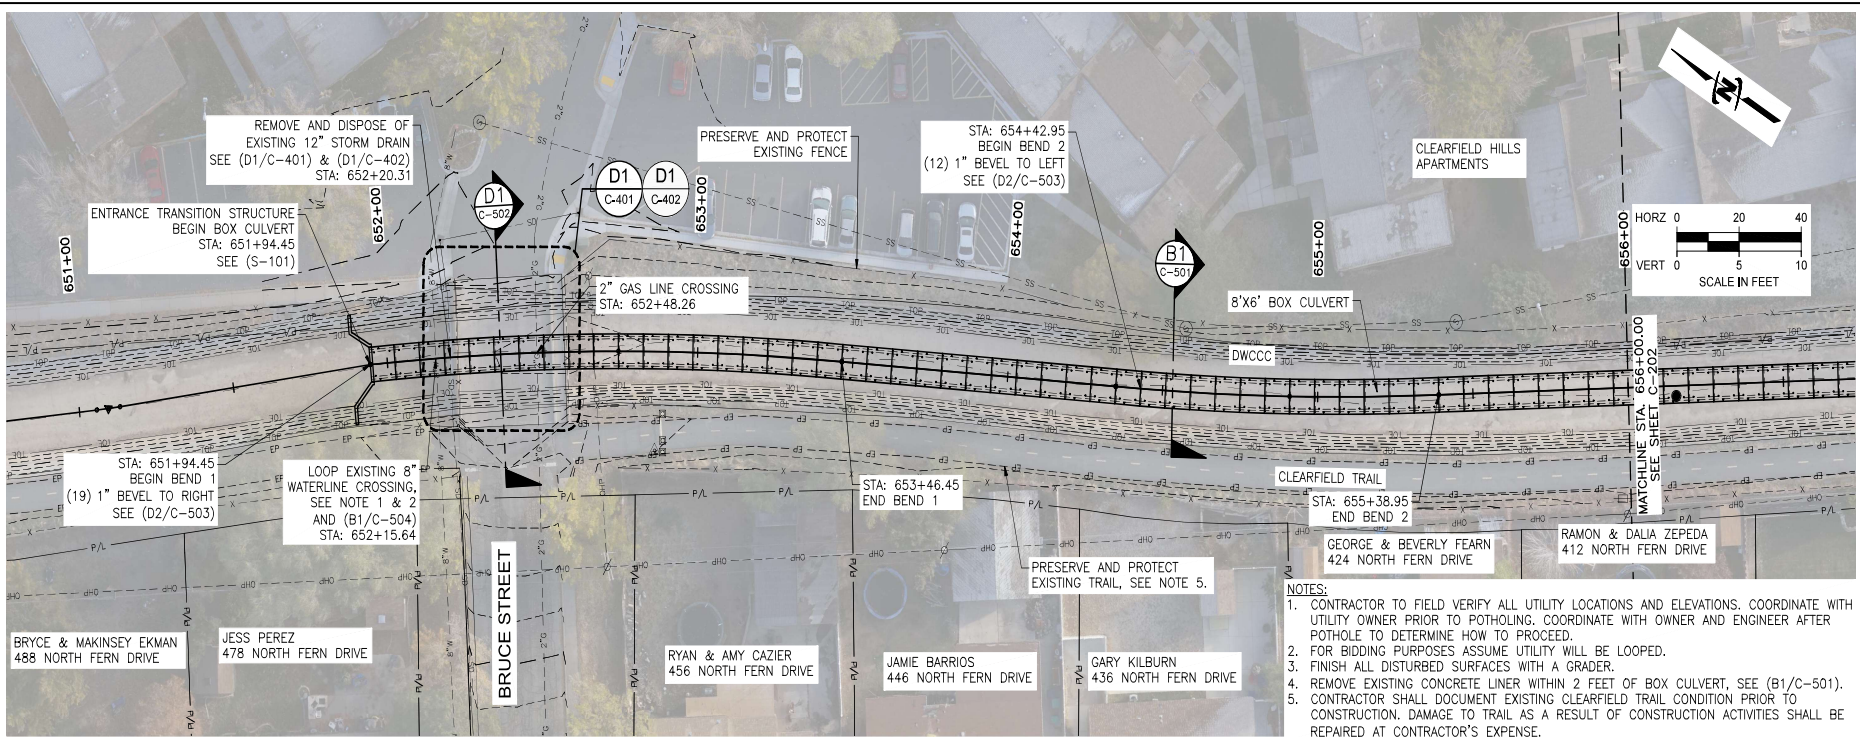 REMOVE AND DISPOSE OF
EXISTING 12" STORM DRAIN
SEE (D1/C-401) & (D1/C-402)
STA: 652+20.31
ENTRANCE TRANSITION STRUCTURE
BEGIN BOX CULVERT
STA: 651+94.45
SEE (S-101)
651+00
652+00
D1
C-502
D1
C-401
D1
C-402
653+00
PRESERVE AND PROTECT
EXISTING FENCE
STA: 654+42.95
BEGIN BEND 2
(12) 1" BEVEL TO LEFT
SEE (D2/C-503)
654+00
B1
C-501
655+00
CLEARFIELD HILLS
APARTMENTS
656+00
N
HORZ 0 20 40
VERT 0 5 10
SCALE IN FEET
2" GAS LINE CROSSING
STA: 652+48.26
8'X6' BOX CULVERT
DWCCC
MATCHLINE STA. 656+00.00
SEE SHEET C-202
STA: 651+94.45
BEGIN BEND 1
(19) 1" BEVEL TO RIGHT
SEE (D2/C-503)
LOOP EXISTING 8"
WATERLINE CROSSING,
SEE NOTE 1 & 2
AND (B1/C-504)
STA: 652+15.64
STA: 653+46.45
END BEND 1
CLEARFIELD TRAIL
STA: 655+38.95
END BEND 2
BRUCE STREET
PRESERVE AND PROTECT
EXISTING TRAIL, SEE NOTE 5.
BRYCE & MAKINSEY EKMAN
488 NORTH FERN DRIVE
JESS PEREZ
478 NORTH FERN DRIVE
RYAN & AMY CAZIER
456 NORTH FERN DRIVE
JAMIE BARRIOS
446 NORTH FERN DRIVE
GARY KILBURN
436 NORTH FERN DRIVE
GEORGE & BEVERLY FEARN
424 NORTH FERN DRIVE
RAMON & DALIA ZEPEDA
412 NORTH FERN DRIVE
NOTES:
1. CONTRACTOR TO FIELD VERIFY ALL UTILITY LOCATIONS AND ELEVATIONS. COORDINATE WITH
UTILITY OWNER PRIOR TO POTHOLING. COORDINATE WITH OWNER AND ENGINEER AFTER
POTHOLE TO DETERMINE HOW TO PROCEED.
2. FOR BIDDING PURPOSES ASSUME UTILITY WILL BE LOOPED.
3. FINISH ALL DISTURBED SURFACES WITH A GRADER.
4. REMOVE EXISTING CONCRETE LINER WITHIN 2 FEET OF BOX CULVERT, SEE (B1/C-501).
5. CONTRACTOR SHALL DOCUMENT EXISTING CLEARFIELD TRAIL CONDITION PRIOR TO
CONSTRUCTION. DAMAGE TO TRAIL AS A RESULT OF CONSTRUCTION ACTIVITIES SHALL BE
REPAIRED AT CONTRACTOR'S EXPENSE.